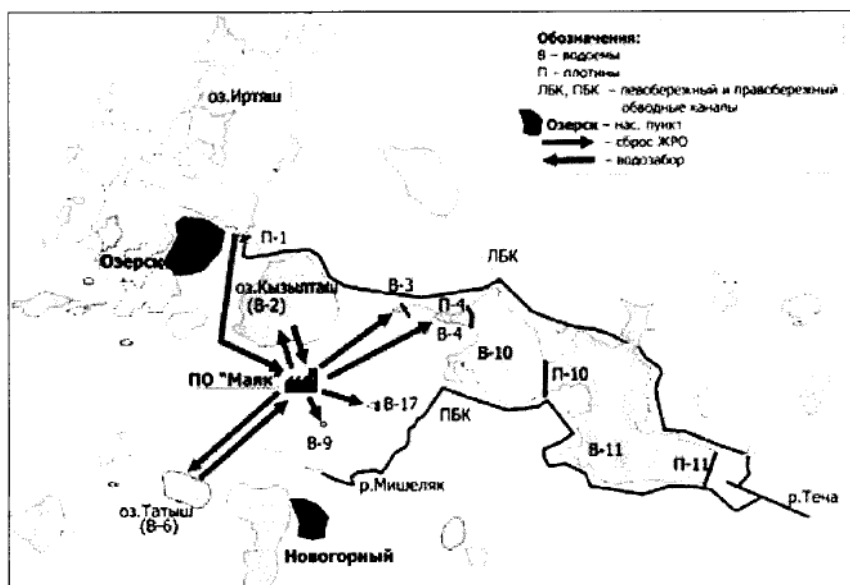 Обозначения:
В – водоемы
П – плотины
ЛБК, ПБК – левобережный и правобережный
обводные каналы
Озерск – нас. пункт
– сброс ЖРО
– водозабор
оз.Иртяш
П-1
Озерск
ЛБК
оз.Кызылташ
(В-2)
В-3
П-4
В-4
В-10
ПО "Маяк"
П-10
В-17
ПБК
В-9
В-11
П-11
р.Мишеляк
р.Теча
оз.Татыш
(В-6)
Новогорный